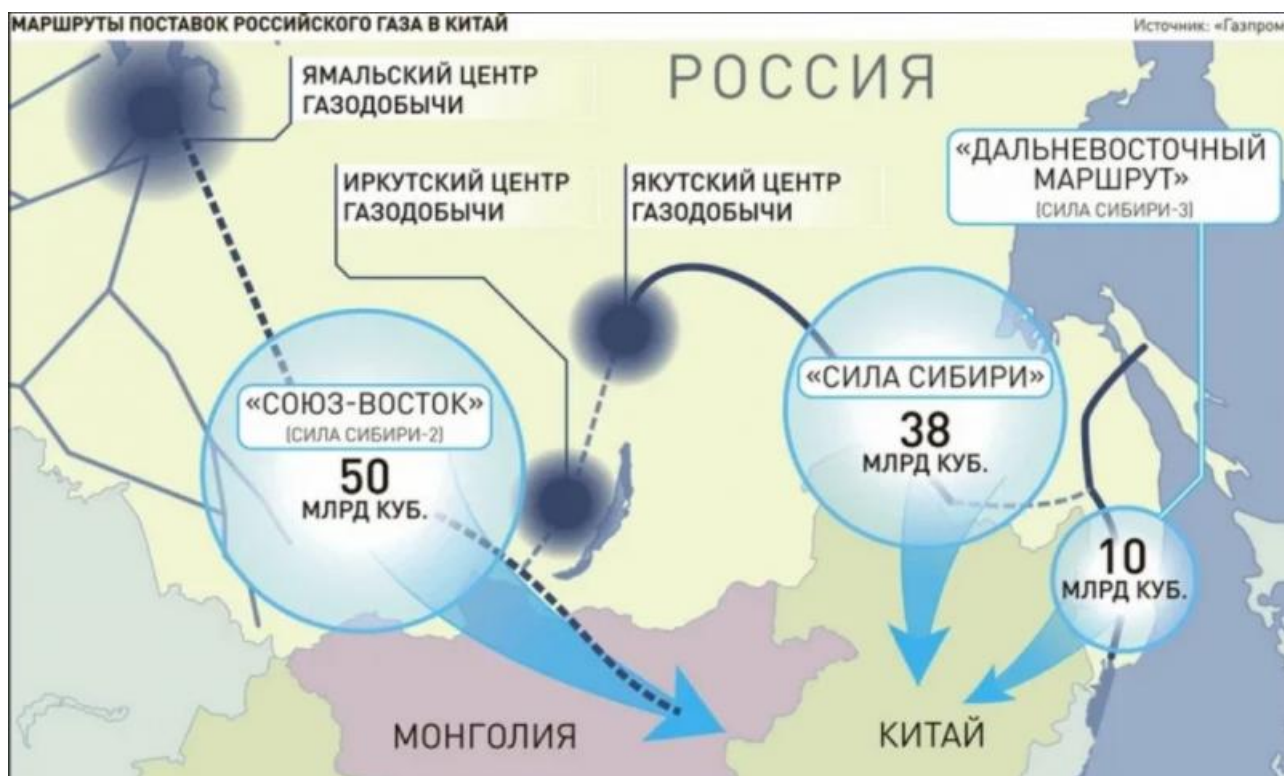 МАРШРУТЫ ПОСТАВОК РОССИЙСКОГО ГАЗА В КИТАЙ
Источник: «Газпром
РОССИЯ
ЯМАЛЬСКИЙ ЦЕНТР
ГАЗОДОБЫЧИ
ИРКУТСКИЙ ЦЕНТР
ГАЗОДОБЫЧИ
ЯКУТСКИЙ ЦЕНТР
ГАЗОДОБЫЧИ
«ДАЛЬНЕВОСТОЧНЫЙ
МАРШРУТ»
(СИЛА СИБИРИ-3)
«СОЮЗ-ВОСТОК»
(СИЛА СИБИРИ-2)
50
МЛРД КУБ.
«СИЛА СИБИРИ»
38
МЛРД КУБ.
10
МЛРД КУБ.
МОНГОЛИЯ
КИТАЙ